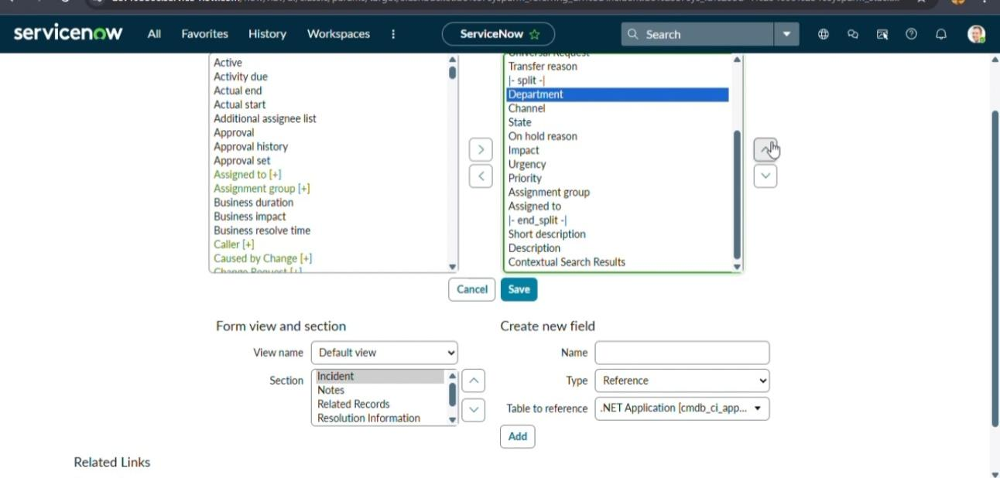 servicenow All Favorites History Workspaces ServiceNow Search
Active
Activity due
Actual end
Actual start
Additional assignee list
Approval
Approval history
Approval set
Assigned to [+]
Assignment group [+]
Business duration
Business impact
Business resolve time
Caller [+]
Caused by Change [+]
Change Request [+]
Universal Request
Transfer reason
|- split -|
Department
Channel
State
On hold reason
Impact
Urgency
Priority
Assignment group
Assigned to
|- end_split -|
Short description
Description
Contextual Search Results
Cancel Save
Form view and section
View name Default view
Section Incident
Notes
Related Records
Resolution Information
Create new field
Name
Type Reference
Table to reference .NET Application [cmdb_ci_app...
Add
Related Links